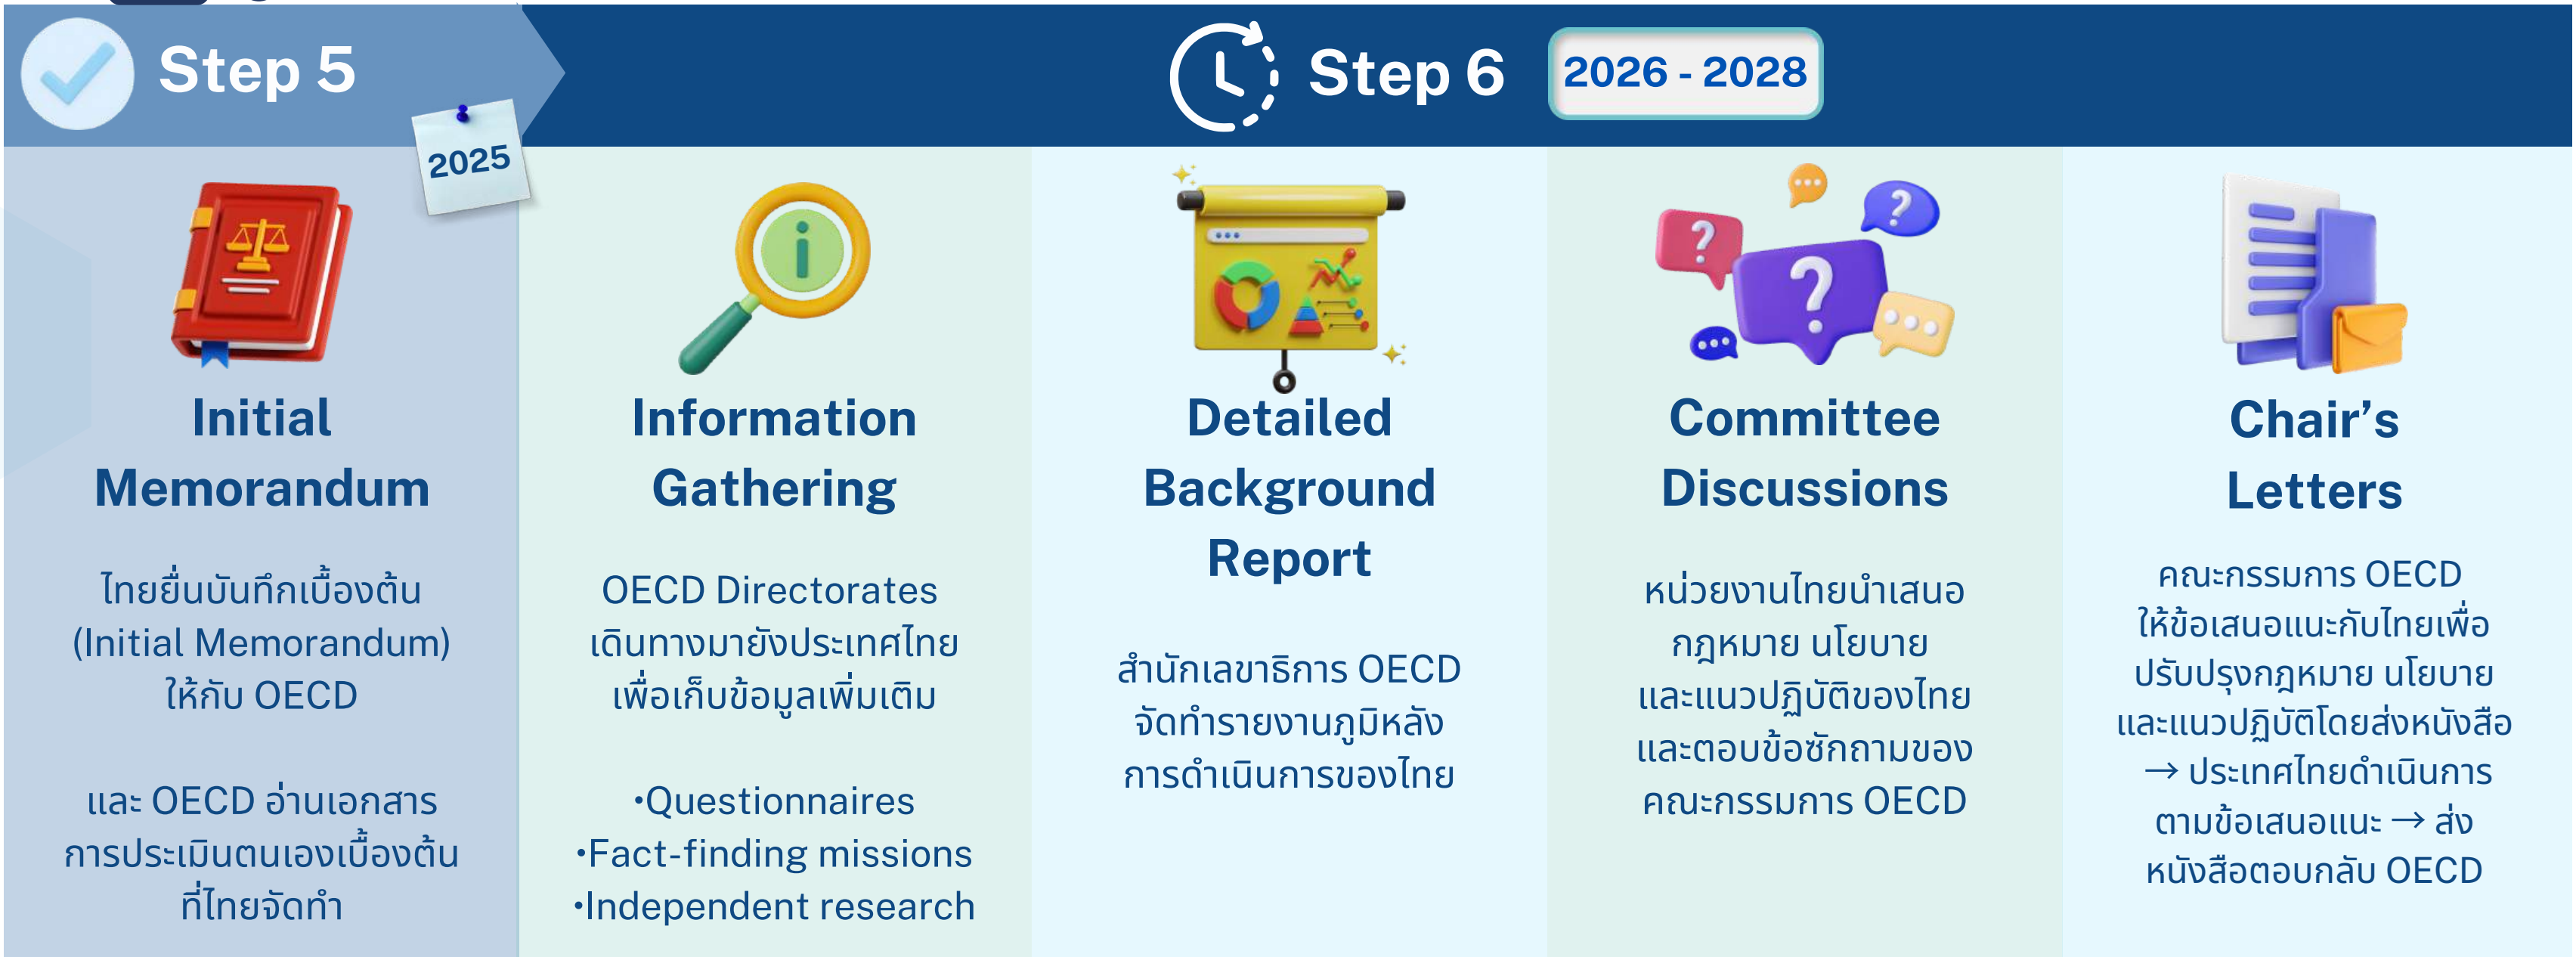 Step 5
2025
Step 6
2026 - 2028
Initial
Memorandum
ไทยยื่นบันทึกเบื้องต้น
(Initial Memorandum)
ให้กับ OECD
และ OECD อ่านเอกสาร
การประเมินตนเองเบื้องต้น
ที่ไทยจัดทำ
Information
Gathering
OECD Directorates
เดินทางมายังประเทศไทย
เพื่อเก็บข้อมูลเพิ่มเติม
•Questionnaires
•Fact-finding missions
•Independent research
Detailed
Background
Report
สำนักเลขาธิการ OECD
จัดทำรายงานภูมิหลัง
การดำเนินการของไทย
Committee
Discussions
หน่วยงานไทยนำเสนอ
กฎหมาย นโยบาย
และแนวปฏิบัติของไทย
และตอบข้อซักถามของ
คณะกรรมการ OECD
Chair’s
Letters
คณะกรรมการ OECD
ให้ข้อเสนอแนะกับไทยเพื่อ
ปรับปรุงกฎหมาย นโยบาย
และแนวปฏิบัติโดยส่งหนังสือ
→ ประเทศไทยดำเนินการ
ตามข้อเสนอแนะ → ส่ง
หนังสือตอบกลับ OECD